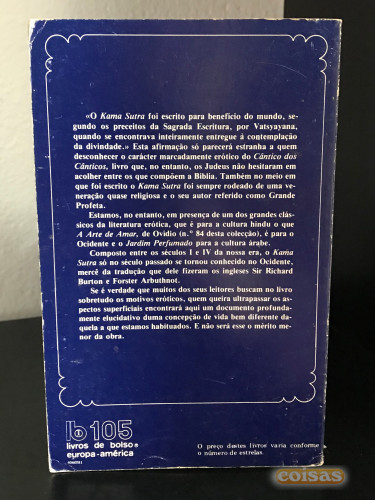 «O Kama Sutra foi escrito para benefício do mundo, se-
gundo os preceitos da Sagrada Escritura, por Vatsyayana,
quando se encontrava inteiramente entregue à contemplação
da divindade.» Esta afirmação só parecerá estranha a quem
desconhecer o carácter marcadamente erótico do Cântico dos
Cânticos, livro que, no entanto, os Judeus não hesitaram em
acolher entre os que compõem a Bíblia. Também no meio em
que foi escrito o Kama Sutra foi sempre rodeado de uma ve-
neração quase religiosa e o seu autor referido como Grande
Profeta.
Estamos, no entanto, em presença de um dos grandes clás-
sicos da literatura erótica, que é para a cultura hindu o que
A Arte de Amar, de Ovídio (n.º 84 desta colecção), é para o
Ocidente e o Jardim Perfumado para a cultura árabe.
Composto entre os séculos I e IV da nossa era, o Kama
Sutra só no século passado se tornou conhecido no Ocidente,
mercê da tradução que dele fizeram os ingleses Sir Richard
Burton e Forster Arbuthnot.
Se é verdade que muitos dos seus leitores buscam no livro
sobretudo os motivos eróticos, quem queira ultrapassar os as-
pectos superficiais encontrará aqui um documento profunda-
mente elucidativo duma concepção de vida bem diferente da-
quela a que estamos habituados. E não será esse o mérito me-
nor da obra.
lb 105
livros de bolso
europa-américa
O preço destes livros varia conforme
o número de estrelas.
coisas